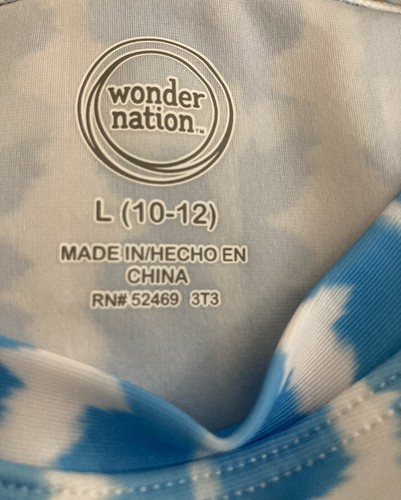 wonder
nation™
L (10-12)
MADE IN/HECHO EN
CHINA
RN# 52469 3T3